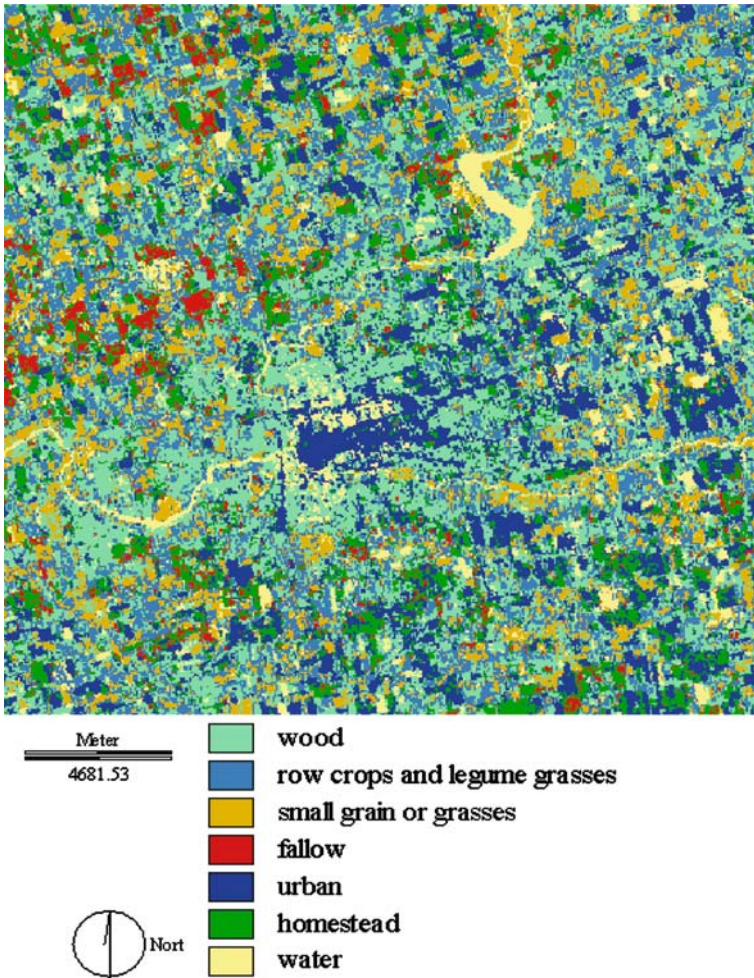 Meter
4681.53
wood
row crops and legume grasses
small grain or grasses
fallow
urban
homestead
Nort
water